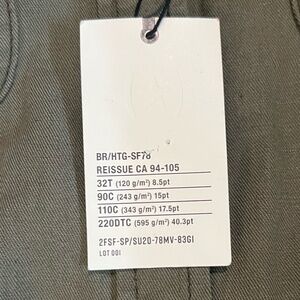 BR/HTG-SF78
REISSUE CA 94-105
32T (120 g/m²) 8.5pt
90C (243 g/m²) 15pt
110C (343 g/m²) 17.5pt
220DTC (595 g/m²) 40.3pt
2FSF-SP/SU20-78MV-83GI
LOT 001